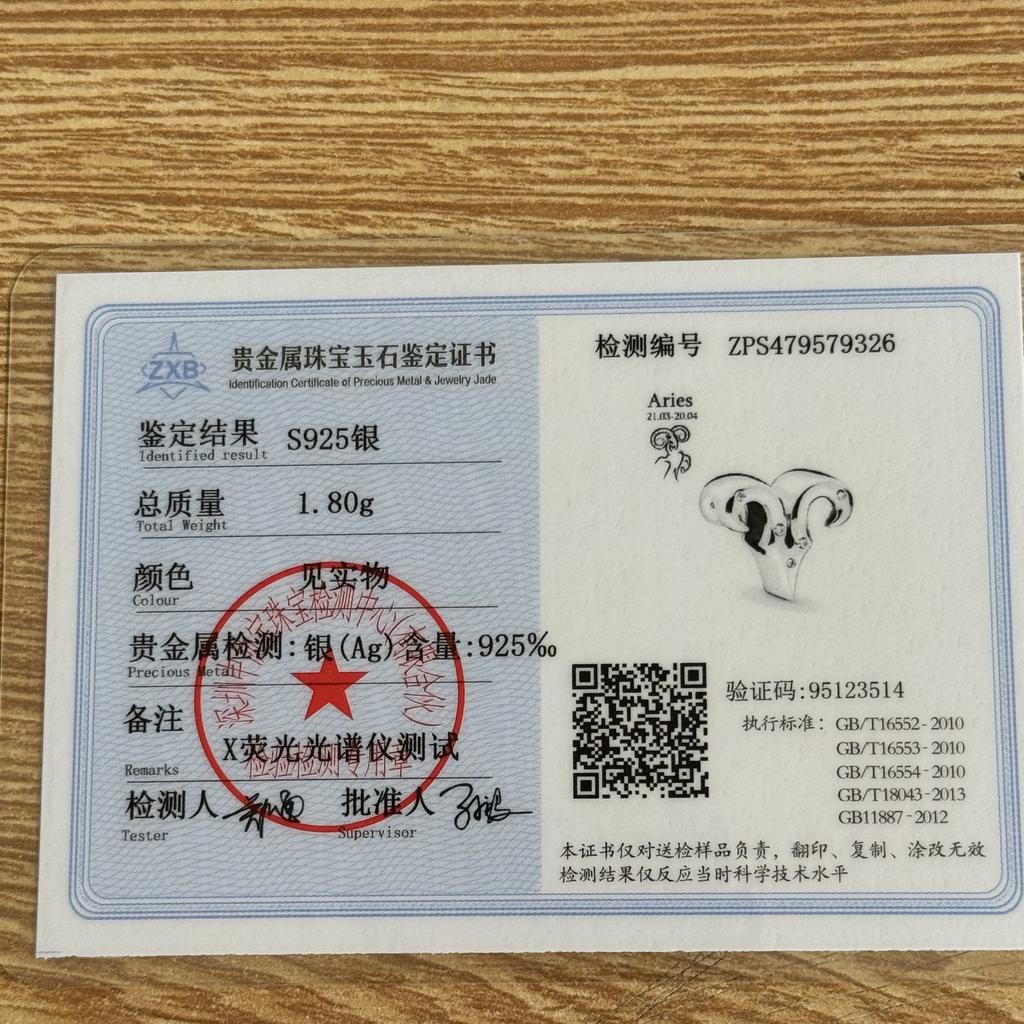 ZXB
贵金属珠宝玉石鉴定证书
Identification Certificate of Precious Metal & Jewelry Jade
鉴定结果 S925银
Identified result
总质量 1.80g
Total Weight
颜色 见实物
Colour
贵金属检测:银(Ag)含量:925‰
Precious Metal
备注
X荧光光谱仪测试
Remarks
检验检测专用章
检测人 批准人
Tester Supervisor
检测编号 ZPS479579326
Aries
21.03-20.04
验证码:95123514
执行标准: GB/T16552-2010
GB/T16553-2010
GB/T16554-2010
GB/T18043-2013
GB11887-2012
本证书仅对送检样品负责，翻印、复制、涂改无效
检测结果仅反应当时科学技术水平